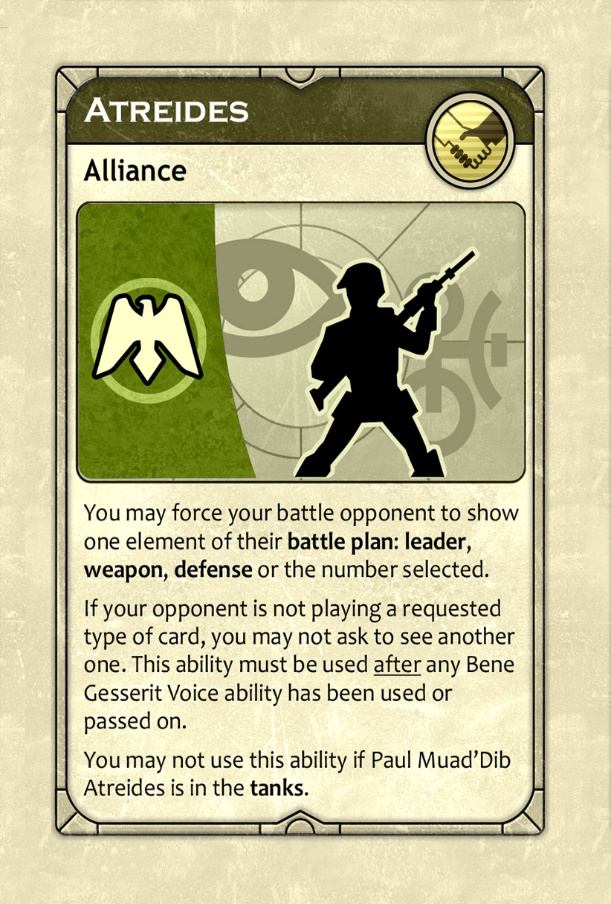 ATREIDES
Alliance
You may force your battle opponent to show
one element of their battle plan: leader,
weapon, defense or the number selected.
If your opponent is not playing a requested
type of card, you may not ask to see another
one. This ability must be used after any Bene
Gesserit Voice ability has been used or
passed on.
You may not use this ability if Paul Muad'Dib
Atreides is in the tanks.